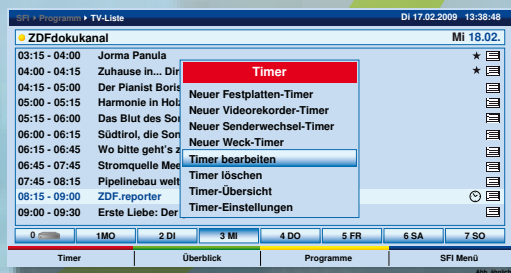 SFI Programm TV-Liste Di 17.02.2009 13:38:48
ZDFdokukanal Mi 18.02.
03:15 - 04:00 Jorma Panula
04:00 - 04:15 Zuhause in... Dir
04:15 - 05:00 Der Pianist Boris
05:00 - 05:15 Harmonie in Holz
05:15 - 06:00 Das Blut des Sor
06:00 - 06:15 Südtirol, die Son
06:15 - 06:45 Wo bitte geht's z
06:45 - 07:45 Stromquelle Mee
07:45 - 08:15 Pipelinebau welt
08:15 - 09:00 ZDF.reporter
09:00 - 09:30 Erste Liebe: Der
Timer
Neuer Festplatten-Timer
Neuer Videorekorder-Timer
Neuer Senderwechsel-Timer
Neuer Weck-Timer
Timer bearbeiten
Timer löschen
Timer-Übersicht
Timer-Einstellungen
0 1MO 2 DI 3 MI 4 DO 5 FR 6 SA 7 SO
Timer Überblick Programme SFI Menü
Abb. ähnlich